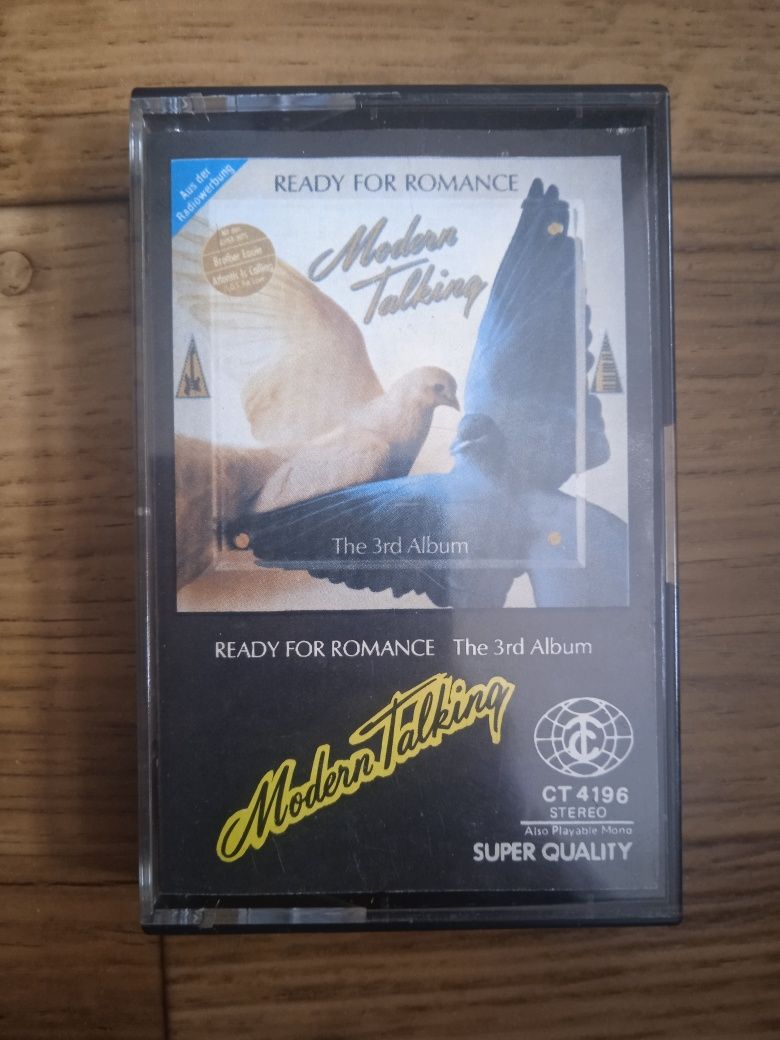 Aus der
Radiowerbung
READY FOR ROMANCE
Modern
Talking
Brother Louie
Atlantis Is Calling
The 3rd Album
READY FOR ROMANCE The 3rd Album
Modern Talking
CT 4196
STEREO
Also Playable Mono
SUPER QUALITY